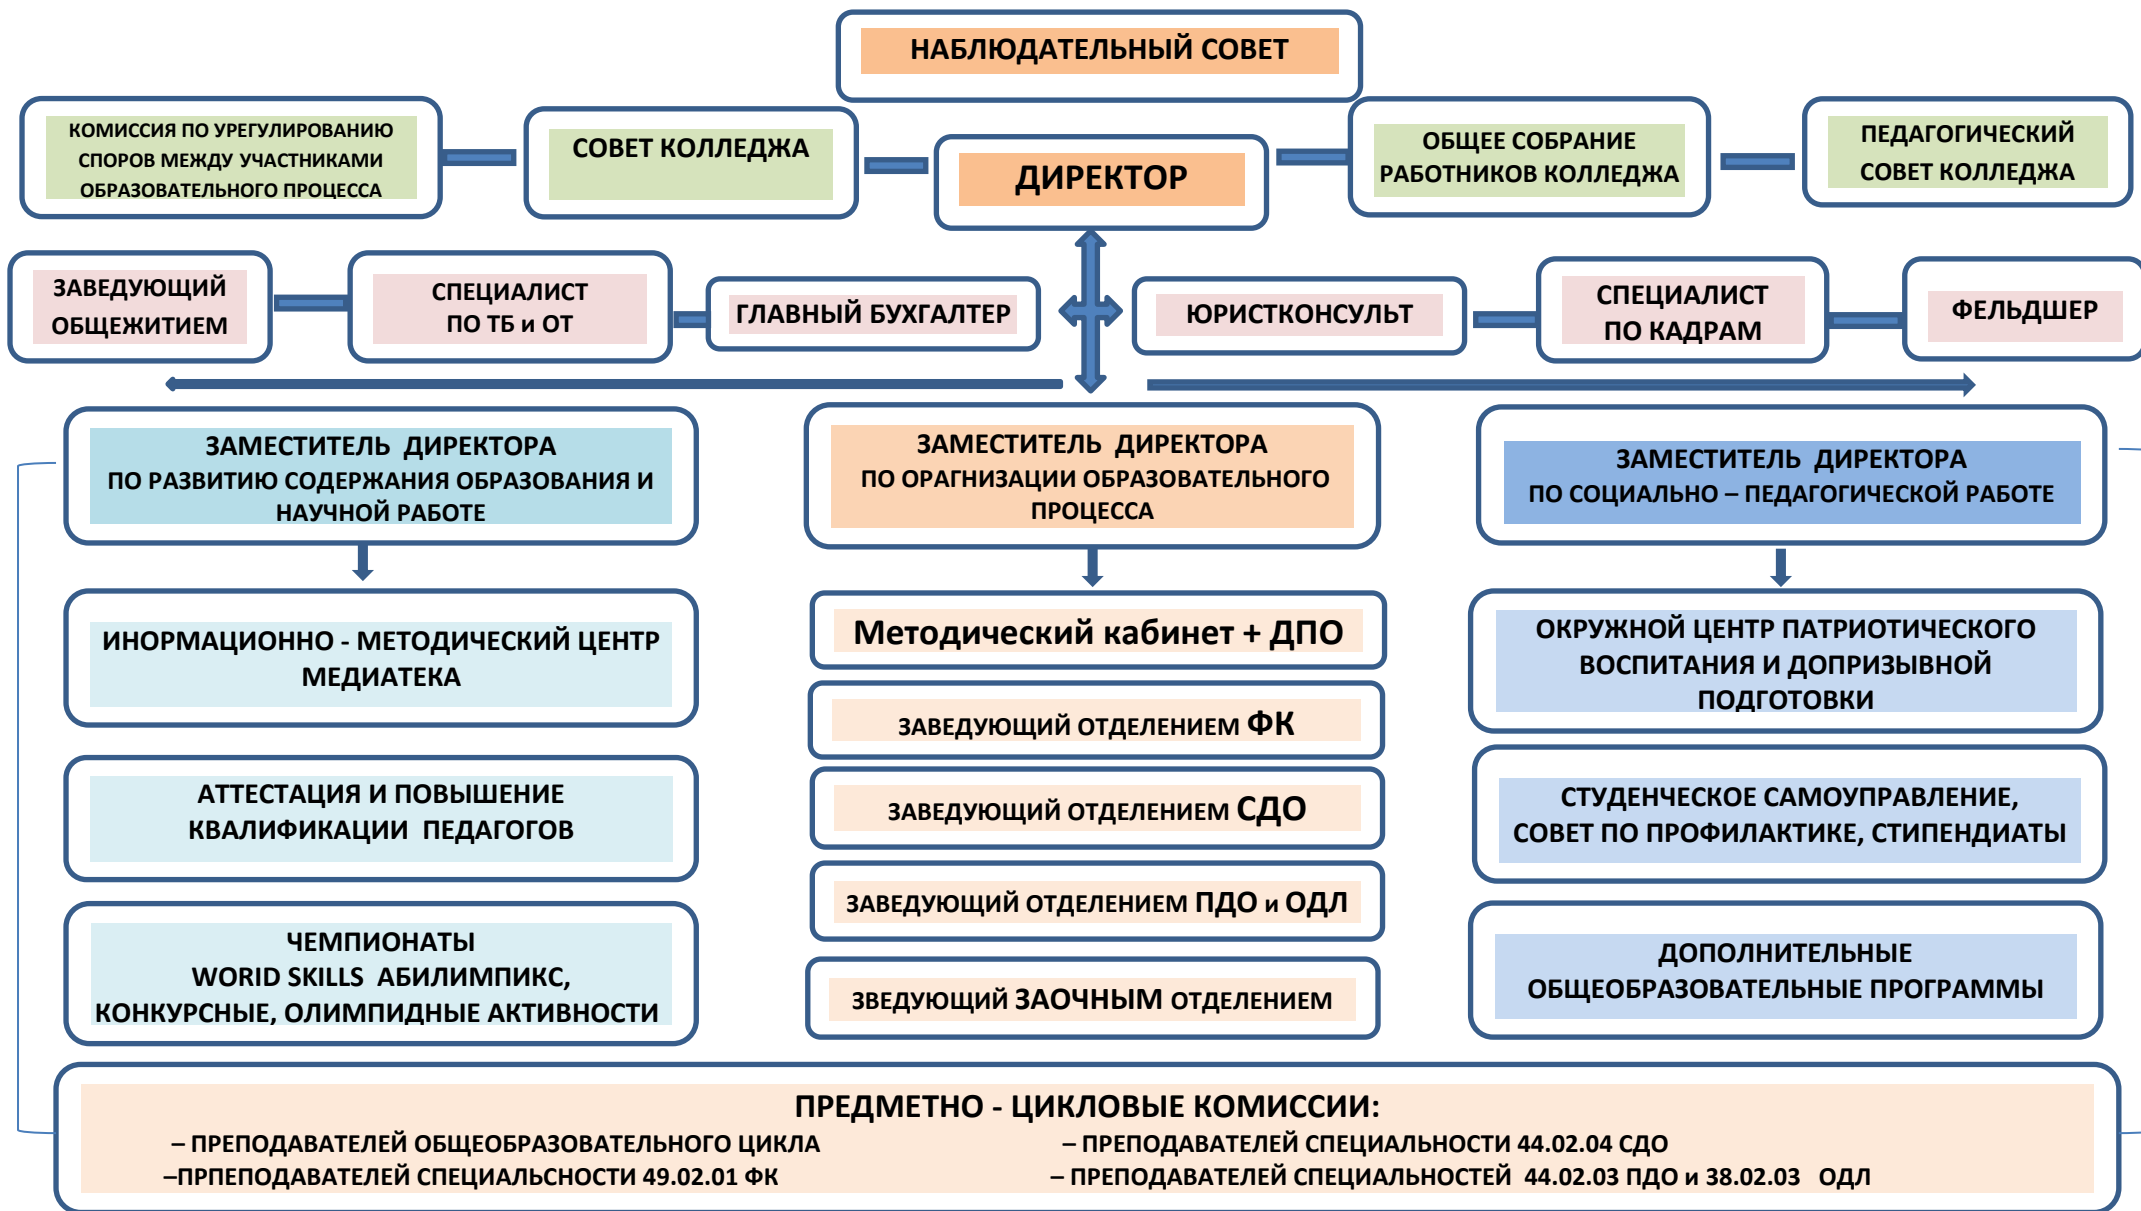 НАБЛЮДАТЕЛЬНЫЙ СОВЕТ
КОМИССИЯ ПО УРЕГУЛИРОВАНИЮ
СПОРОВ МЕЖДУ УЧАСТНИКАМИ
ОБРАЗОВАТЕЛЬНОГО ПРОЦЕССА
СОВЕТ КОЛЛЕДЖА
ДИРЕКТОР
ОБЩЕЕ СОБРАНИЕ
РАБОТНИКОВ КОЛЛЕДЖА
ПЕДАГОГИЧЕСКИЙ
СОВЕТ КОЛЛЕДЖА
ЗАВЕДУЮЩИЙ
ОБЩЕЖИТИЕМ
СПЕЦИАЛИСТ
ПО ТБ и ОТ
ГЛАВНЫЙ БУХГАЛТЕР
ЮРИСТКОНСУЛЬТ
СПЕЦИАЛИСТ
ПО КАДРАМ
ФЕЛЬДШЕР
ЗАМЕСТИТЕЛЬ ДИРЕКТОРА
ПО РАЗВИТИЮ СОДЕРЖАНИЯ ОБРАЗОВАНИЯ И
НАУЧНОЙ РАБОТЕ
ЗАМЕСТИТЕЛЬ ДИРЕКТОРА
ПО ОРАГНИЗАЦИИ ОБРАЗОВАТЕЛЬНОГО
ПРОЦЕССА
ЗАМЕСТИТЕЛЬ ДИРЕКТОРА
ПО СОЦИАЛЬНО – ПЕДАГОГИЧЕСКОЙ РАБОТЕ
ИНОРМАЦИОННО - МЕТОДИЧЕСКИЙ ЦЕНТР
МЕДИАТЕКА
АТТЕСТАЦИЯ И ПОВЫШЕНИЕ
КВАЛИФИКАЦИИ ПЕДАГОГОВ
ЧЕМПИОНАТЫ
WORID SKILLS АБИЛИМПИКС,
КОНКУРСНЫЕ, ОЛИМПИДНЫЕ АКТИВНОСТИ
Методический кабинет + ДПО
ЗАВЕДУЮЩИЙ ОТДЕЛЕНИЕМ ФК
ЗАВЕДУЮЩИЙ ОТДЕЛЕНИЕМ СДО
ЗАВЕДУЮЩИЙ ОТДЕЛЕНИЕМ ПДО и ОДЛ
ЗВЕДУЮЩИЙ ЗАОЧНЫМ ОТДЕЛЕНИЕМ
ОКРУЖНОЙ ЦЕНТР ПАТРИОТИЧЕСКОГО
ВОСПИТАНИЯ И ДОПРИЗЫВНОЙ
ПОДГОТОВКИ
СТУДЕНЧЕСКОЕ САМОУПРАВЛЕНИЕ,
СОВЕТ ПО ПРОФИЛАКТИКЕ, СТИПЕНДИАТЫ
ДОПОЛНИТЕЛЬНЫЕ
ОБЩЕОБРАЗОВАТЕЛЬНЫЕ ПРОГРАММЫ
ПРЕДМЕТНО - ЦИКЛОВЫЕ КОМИССИИ:
– ПРЕПОДАВАТЕЛЕЙ ОБЩЕОБРАЗОВАТЕЛЬНОГО ЦИКЛА – ПРЕПОДАВАТЕЛЕЙ СПЕЦИАЛЬНОСТИ 44.02.04 СДО
–ПРПЕПОДАВАТЕЛЕЙ СПЕЦИАЛЬСНОСТИ 49.02.01 ФК – ПРЕПОДАВАТЕЛЕЙ СПЕЦИАЛЬНОСТЕЙ 44.02.03 ПДО и 38.02.03 ОДЛ